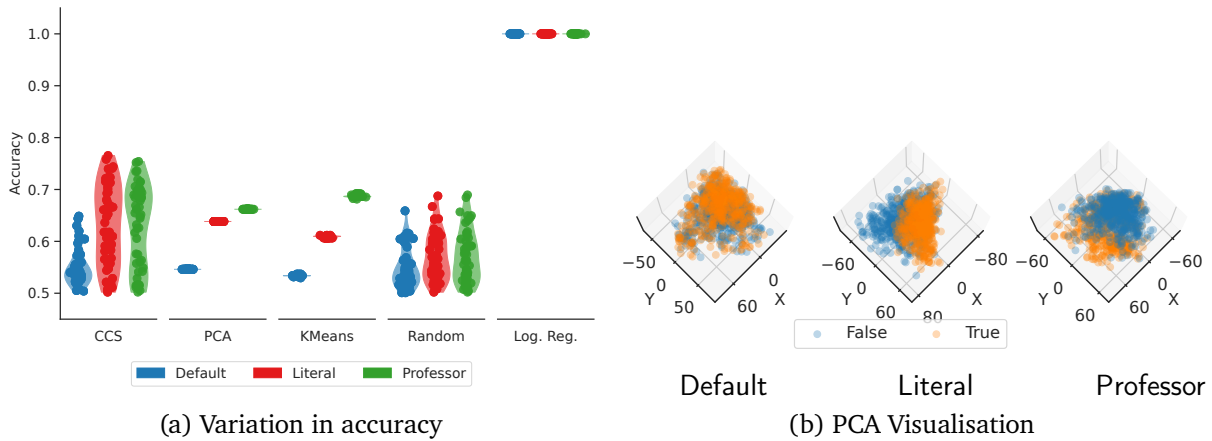 Accuracy
1.0
0.9
0.8
0.7
0.6
0.5
CCS PCA KMeans Random Log. Reg.
Default Literal Professor
(a) Variation in accuracy
−50 0 50 Y
60 0 X
−60 0 60 Y
80 0 −80 X
−60 0 60 Y
60 0 −60 X
False True
Default Literal Professor
(b) PCA Visualisation